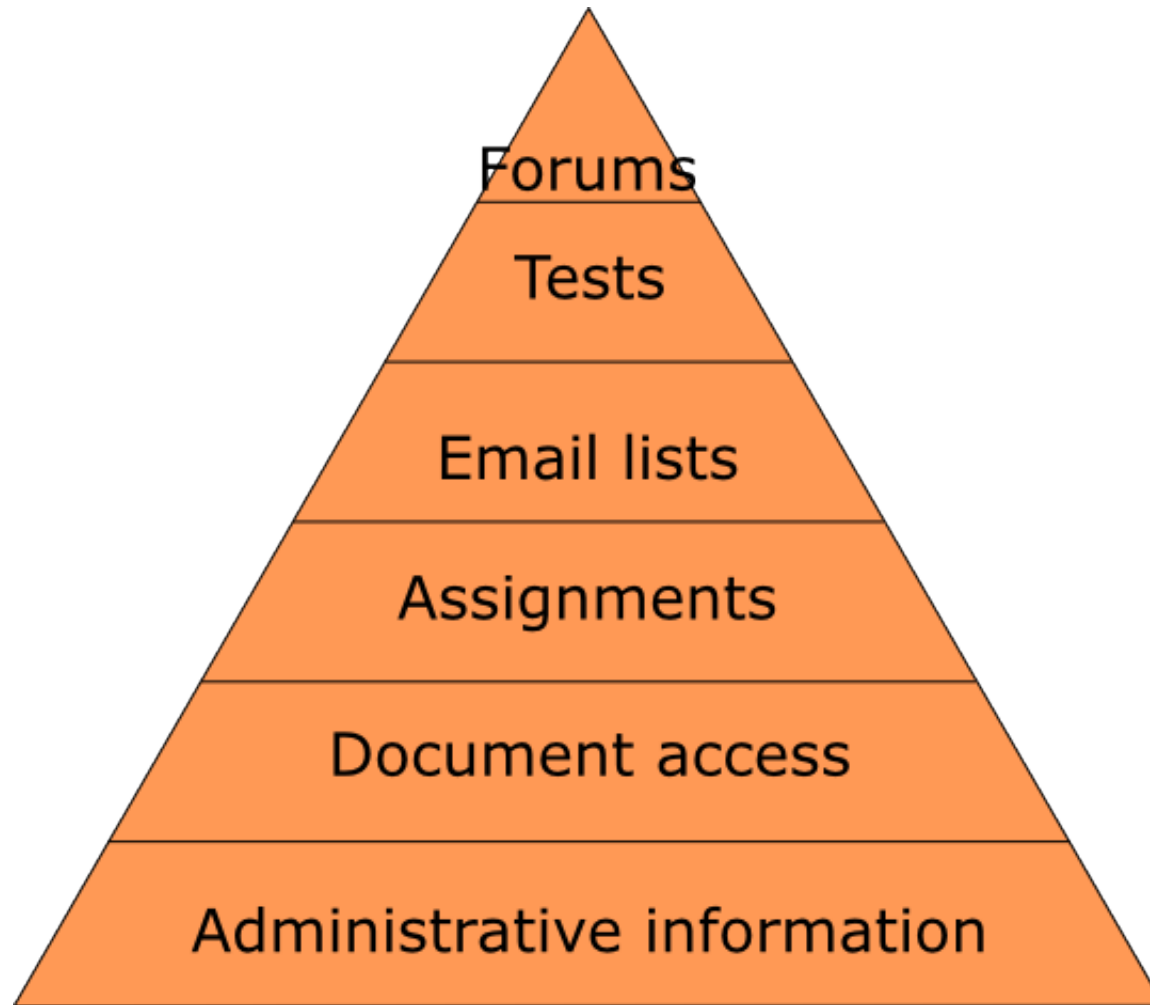 Forums
Tests
Email lists
Assignments
Document access
Administrative information